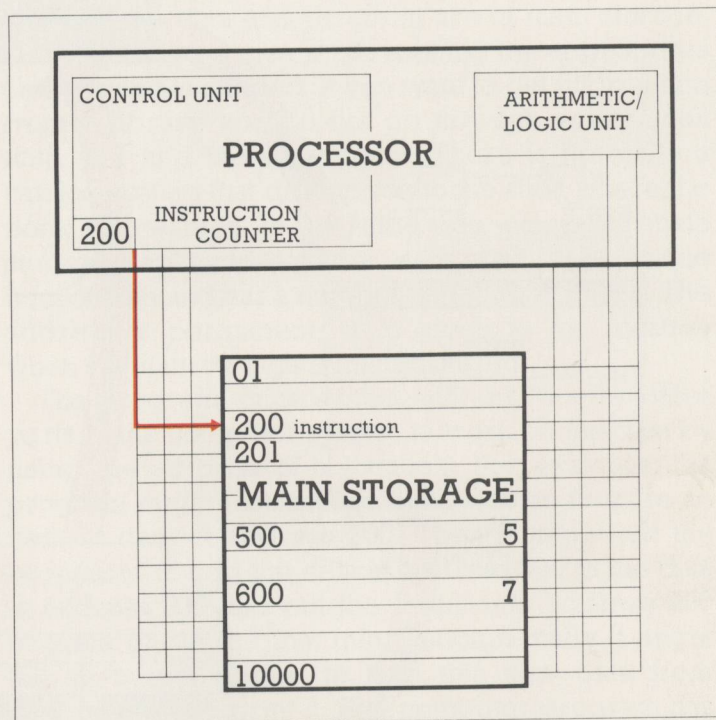 CONTROL UNIT
ARITHMETIC/
LOGIC UNIT
PROCESSOR
INSTRUCTION
200 COUNTER
01
200 instruction
201
MAIN STORAGE
500 5
600 7
10000